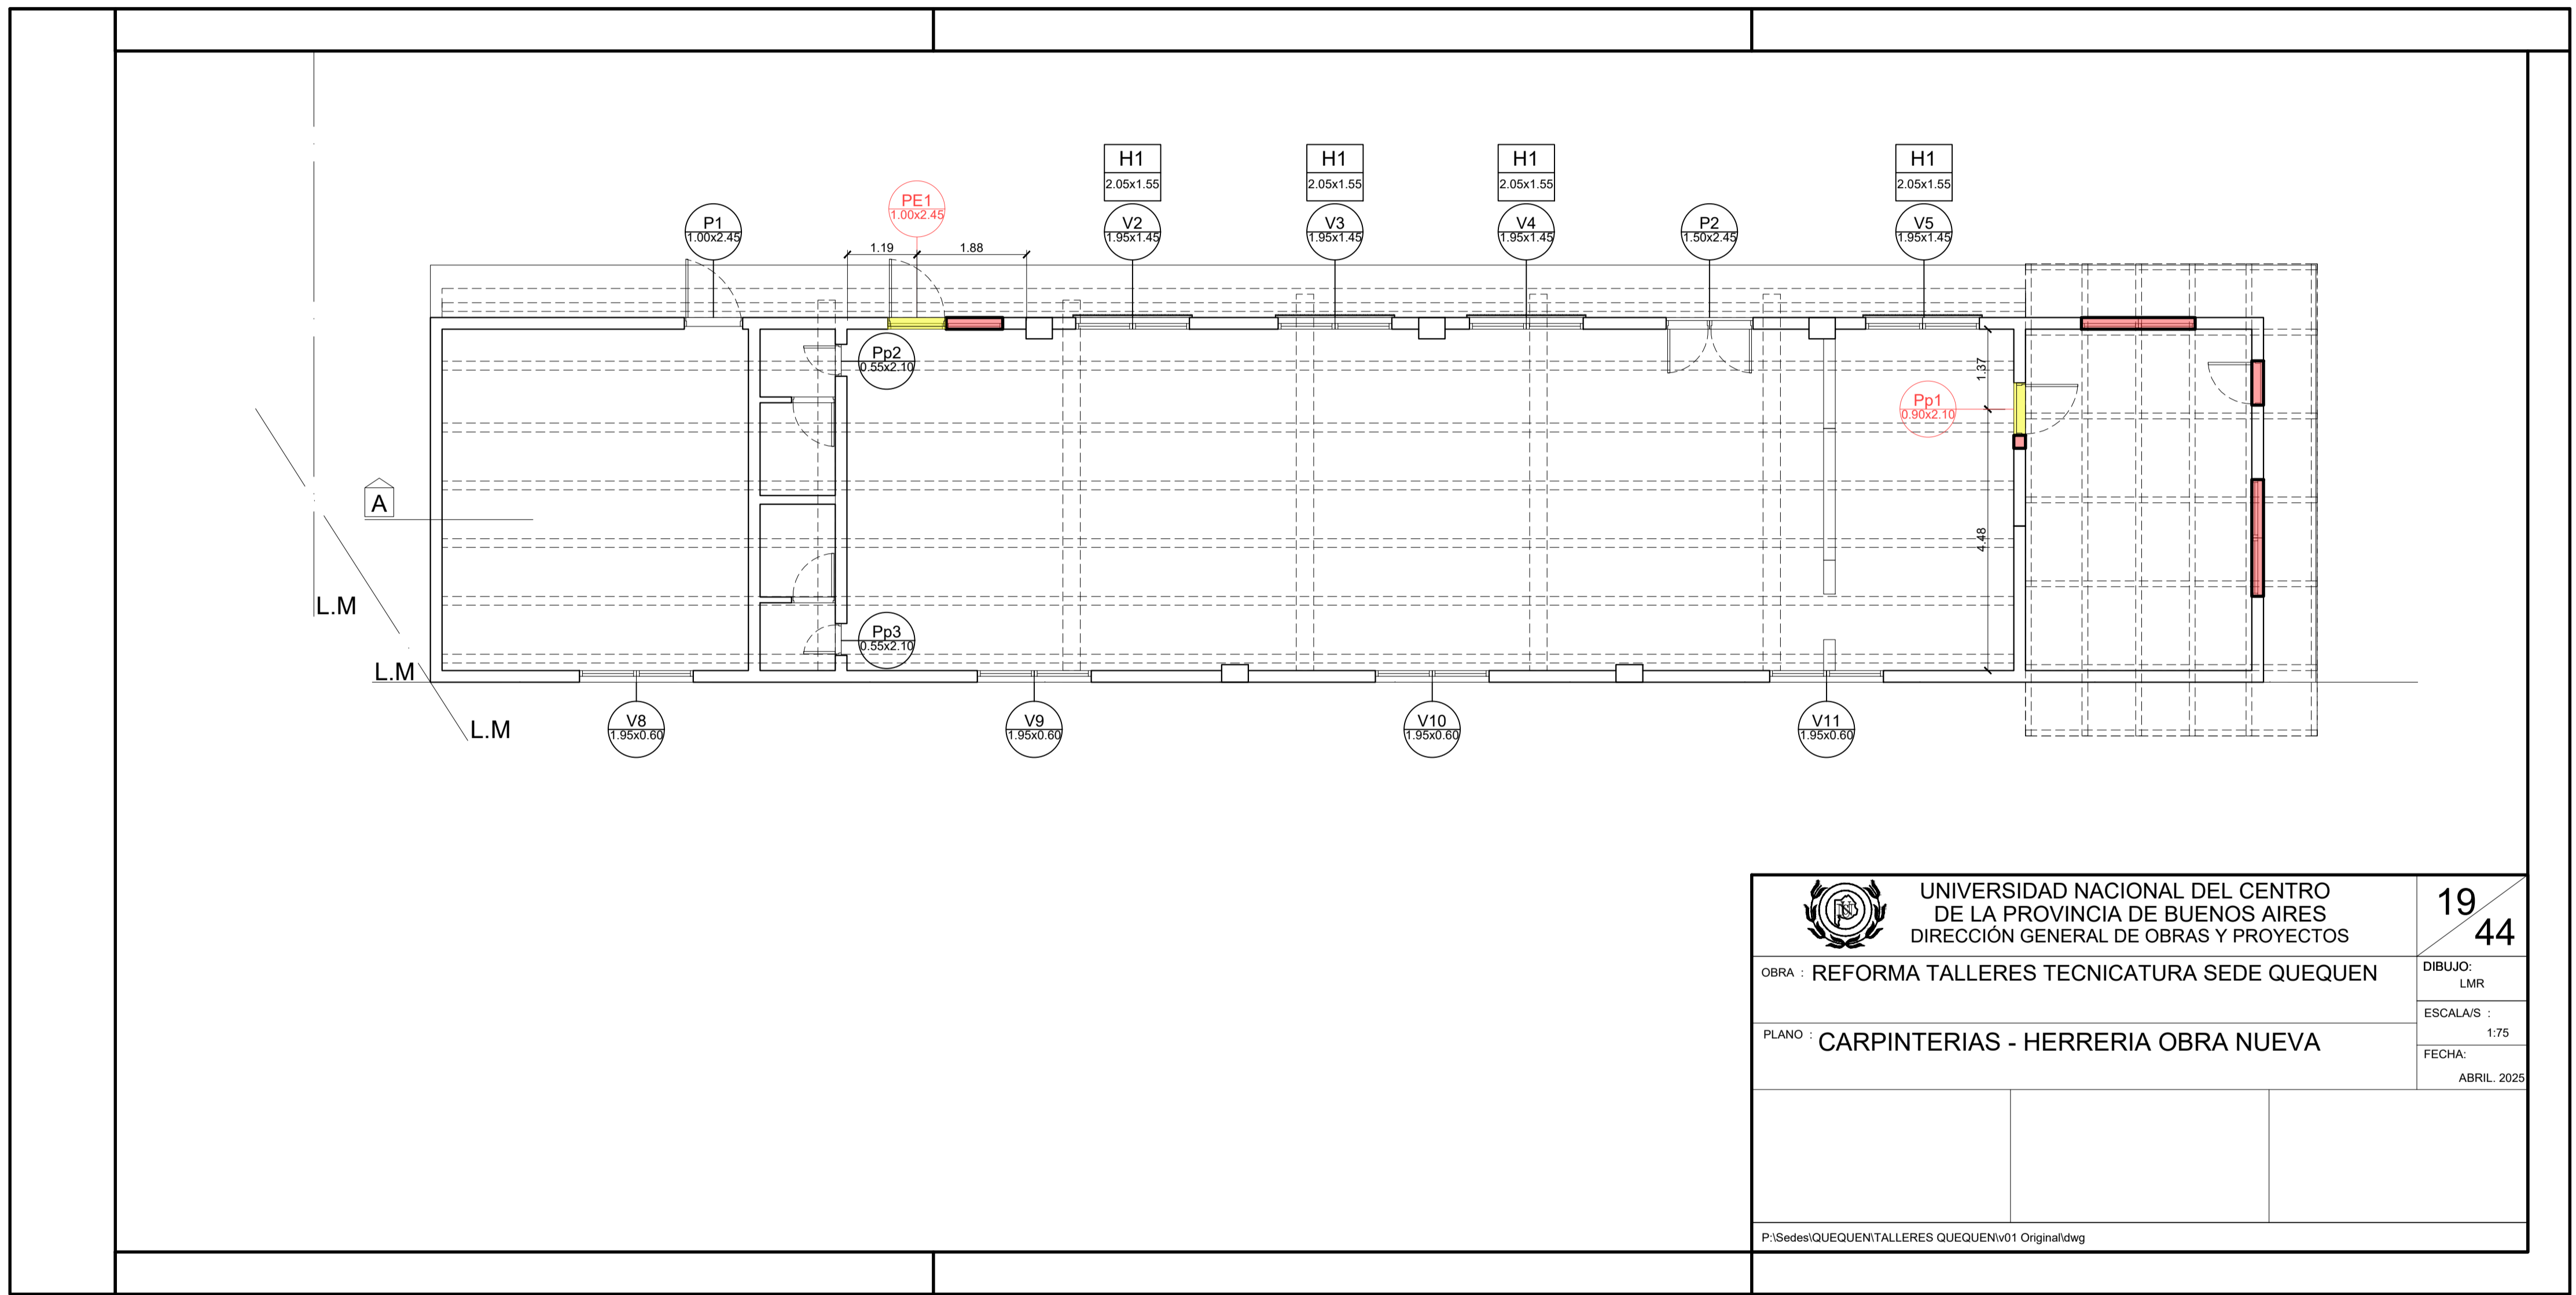 H1
2.05x1.55
H1
2.05x1.55
H1
2.05x1.55
H1
2.05x1.55
PE1
1.00x2.45
P1
1.00x2.45
V2
1.95x1.45
V3
1.95x1.45
V4
1.95x1.45
P2
1.50x2.45
V5
1.95x1.45
1.19
1.88
Pp2
0.55x2.10
1.37
Pp1
0.90x2.10
A
4.48
L.M
Pp3
0.55x2.10
L.M
L.M
V8
1.95x0.60
V9
1.95x0.60
V10
1.95x0.60
V11
1.95x0.60
UNIVERSIDAD NACIONAL DEL CENTRO
DE LA PROVINCIA DE BUENOS AIRES
DIRECCIÓN GENERAL DE OBRAS Y PROYECTOS
19
44
OBRA : REFORMA TALLERES TECNICATURA SEDE QUEQUEN
DIBUJO:
LMR
ESCALA/S :
1:75
PLANO : CARPINTERIAS - HERRERIA OBRA NUEVA
FECHA:
ABRIL. 2025
P:\Sedes\QUEQUEN\TALLERES QUEQUEN\v01 Original\dwg